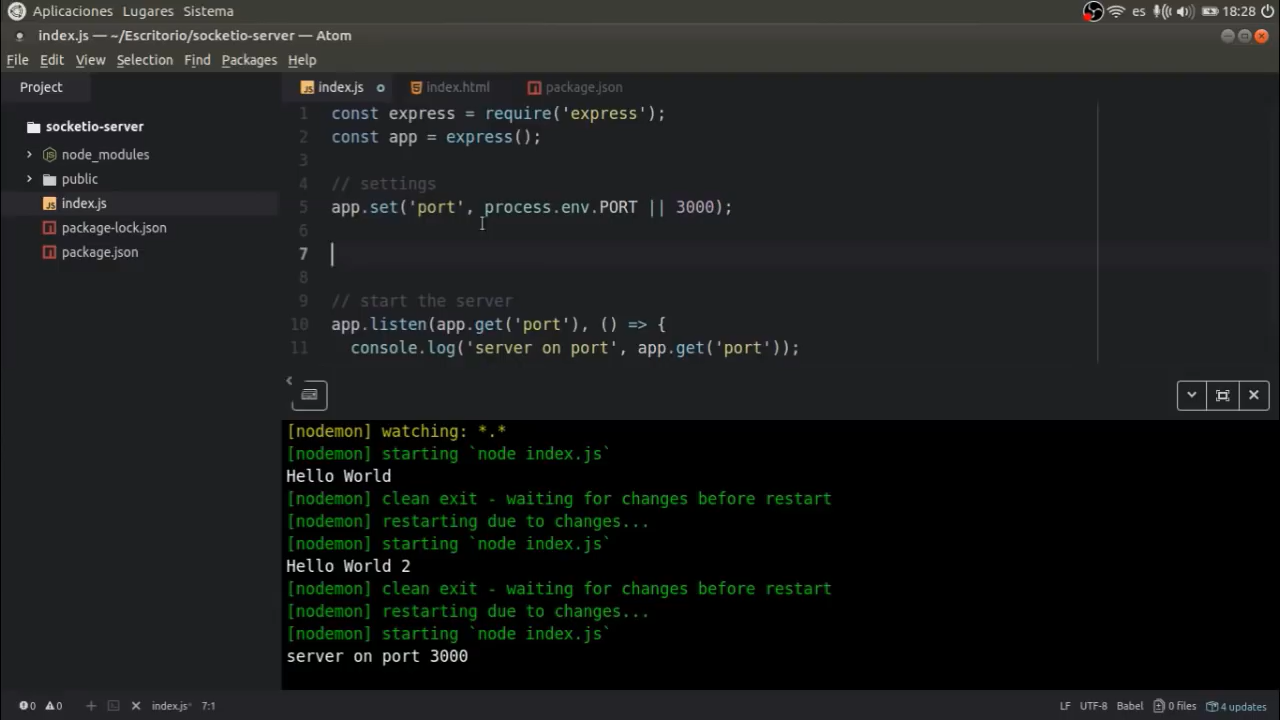 Aplicaciones Lugares Sistema es 18:28
index.js — ~/Escritorio/socketio-server — Atom
File Edit View Selection Find Packages Help
Project
socketio-server
node_modules
public
index.js
package-lock.json
package.json
index.js index.html package.json
1 const express = require('express');
2 const app = express();
3
4 // settings
5 app.set('port', process.env.PORT || 3000);
6
7
8
9 // start the server
10 app.listen(app.get('port'), () => {
11 console.log('server on port', app.get('port'));
[nodemon] watching: *.*
[nodemon] starting `node index.js`
Hello World
[nodemon] clean exit - waiting for changes before restart
[nodemon] restarting due to changes...
[nodemon] starting `node index.js`
Hello World 2
[nodemon] clean exit - waiting for changes before restart
[nodemon] restarting due to changes...
[nodemon] starting `node index.js`
server on port 3000
0 0 index.js* 7:1 LF UTF-8 Babel 0 files 4 updates